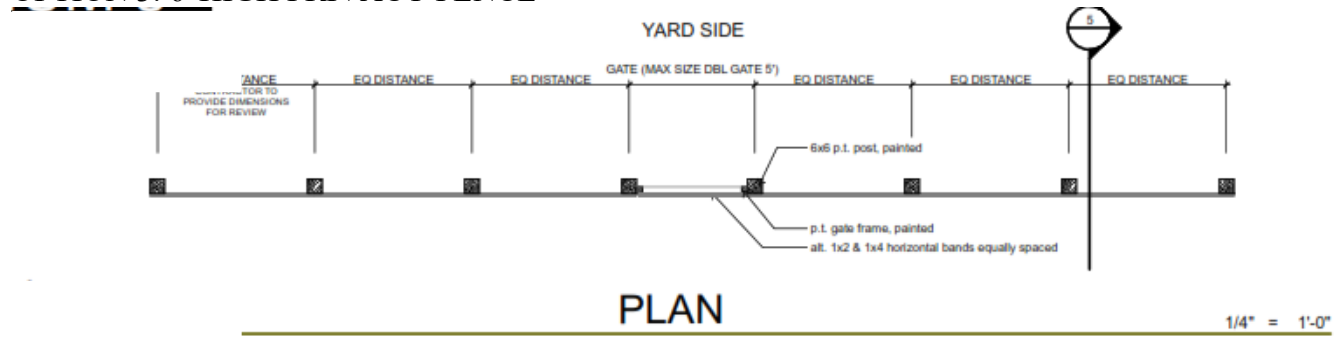 YARD SIDE
5
GATE (MAX SIZE DBL GATE 5')
EQ DISTANCE EQ DISTANCE EQ DISTANCE EQ DISTANCE EQ DISTANCE
PROVIDE DIMENSIONS
FOR REVIEW
6x6 p.t. post, painted
p.t. gate frame, painted
alt. 1x2 & 1x4 horizontal bands equally spaced
PLAN
1/4" = 1'-0"